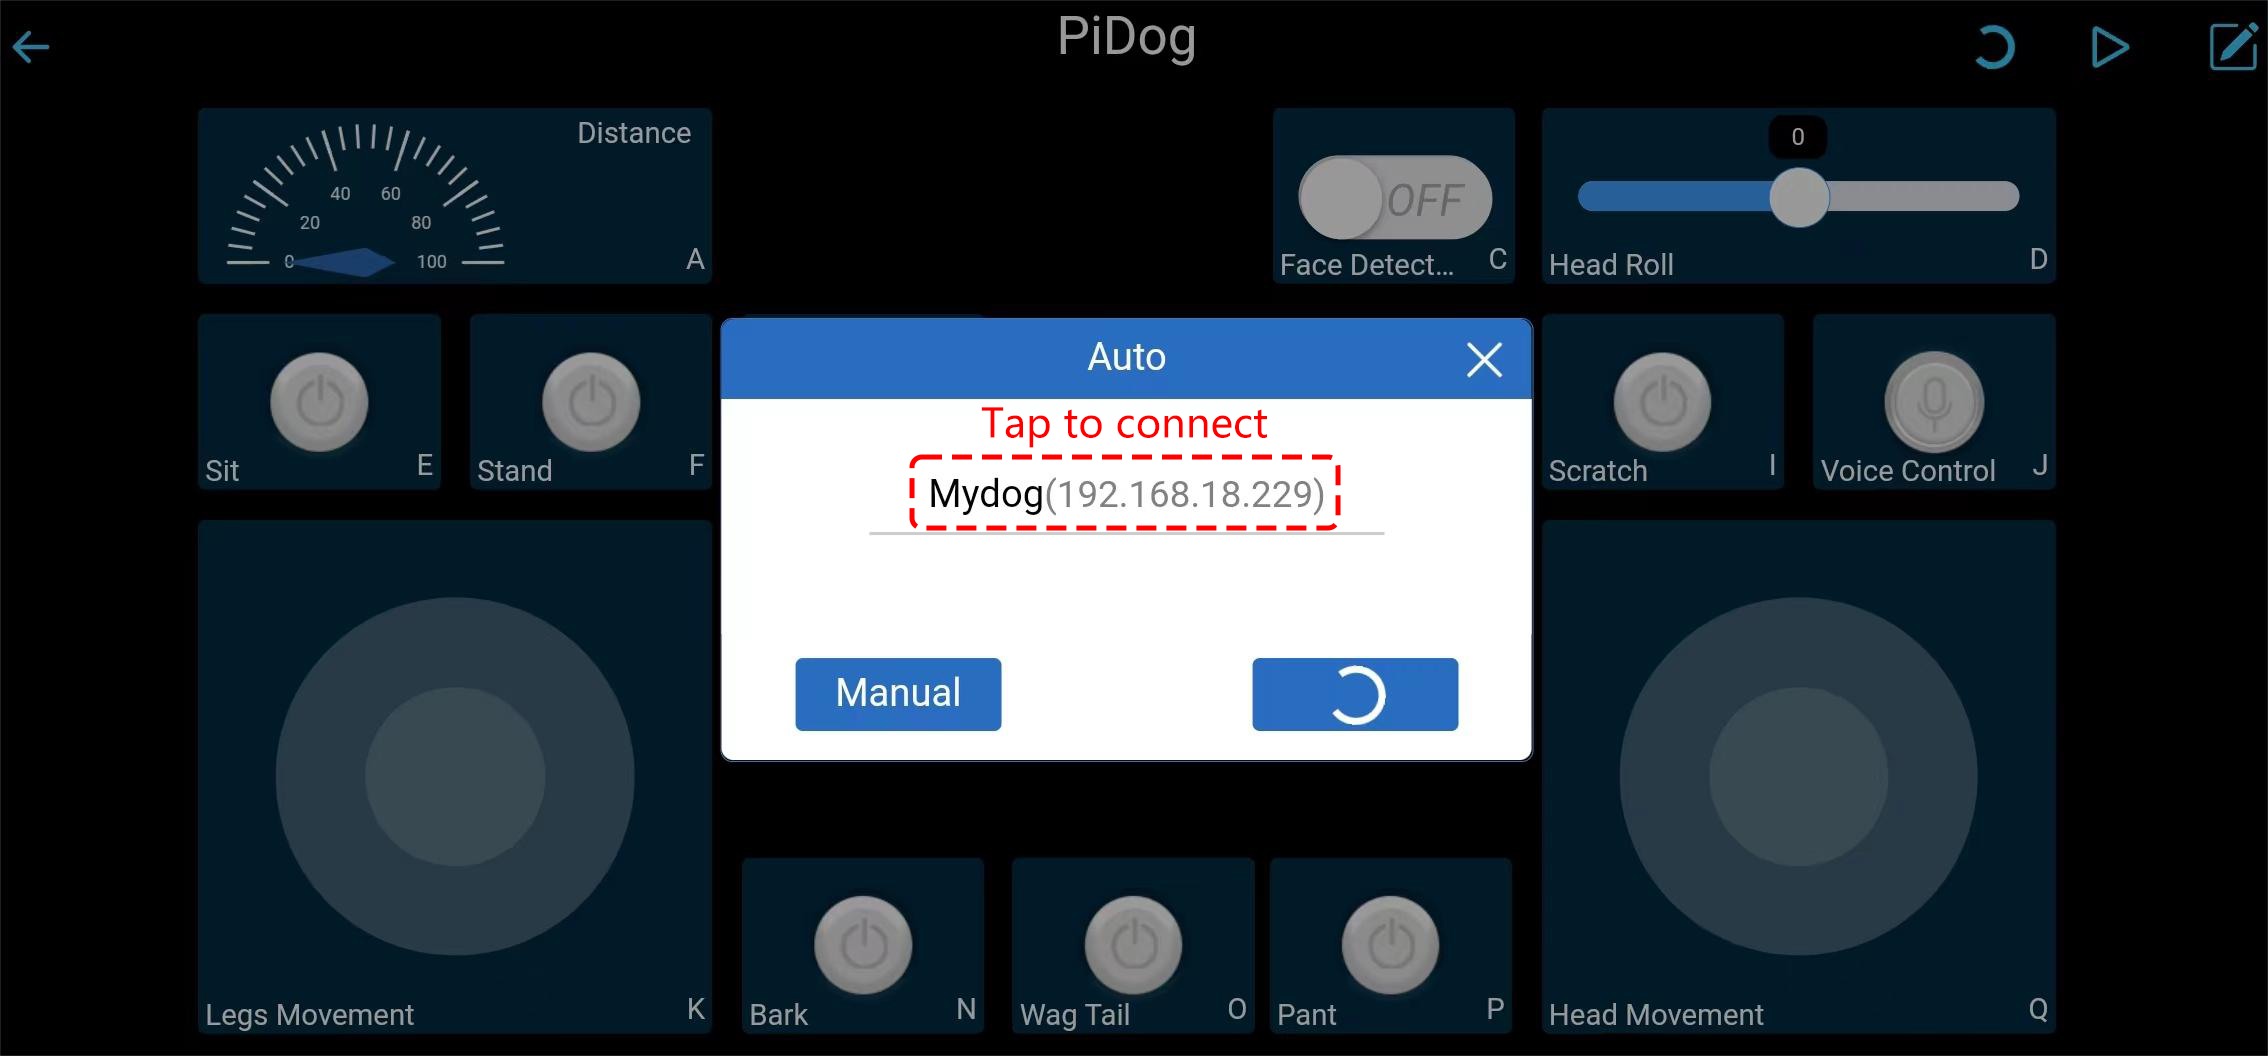 PiDog
Distance
0
20
40
60
80
100
A
OFF
Face Detect...
C
0
Head Roll
D
Sit
E
Stand
F
Auto
Tap to connect
Mydog(192.168.18.229)
Manual
Scratch
I
Voice Control
J
Legs Movement
K
Bark
N
Wag Tail
O
Pant
P
Head Movement
Q